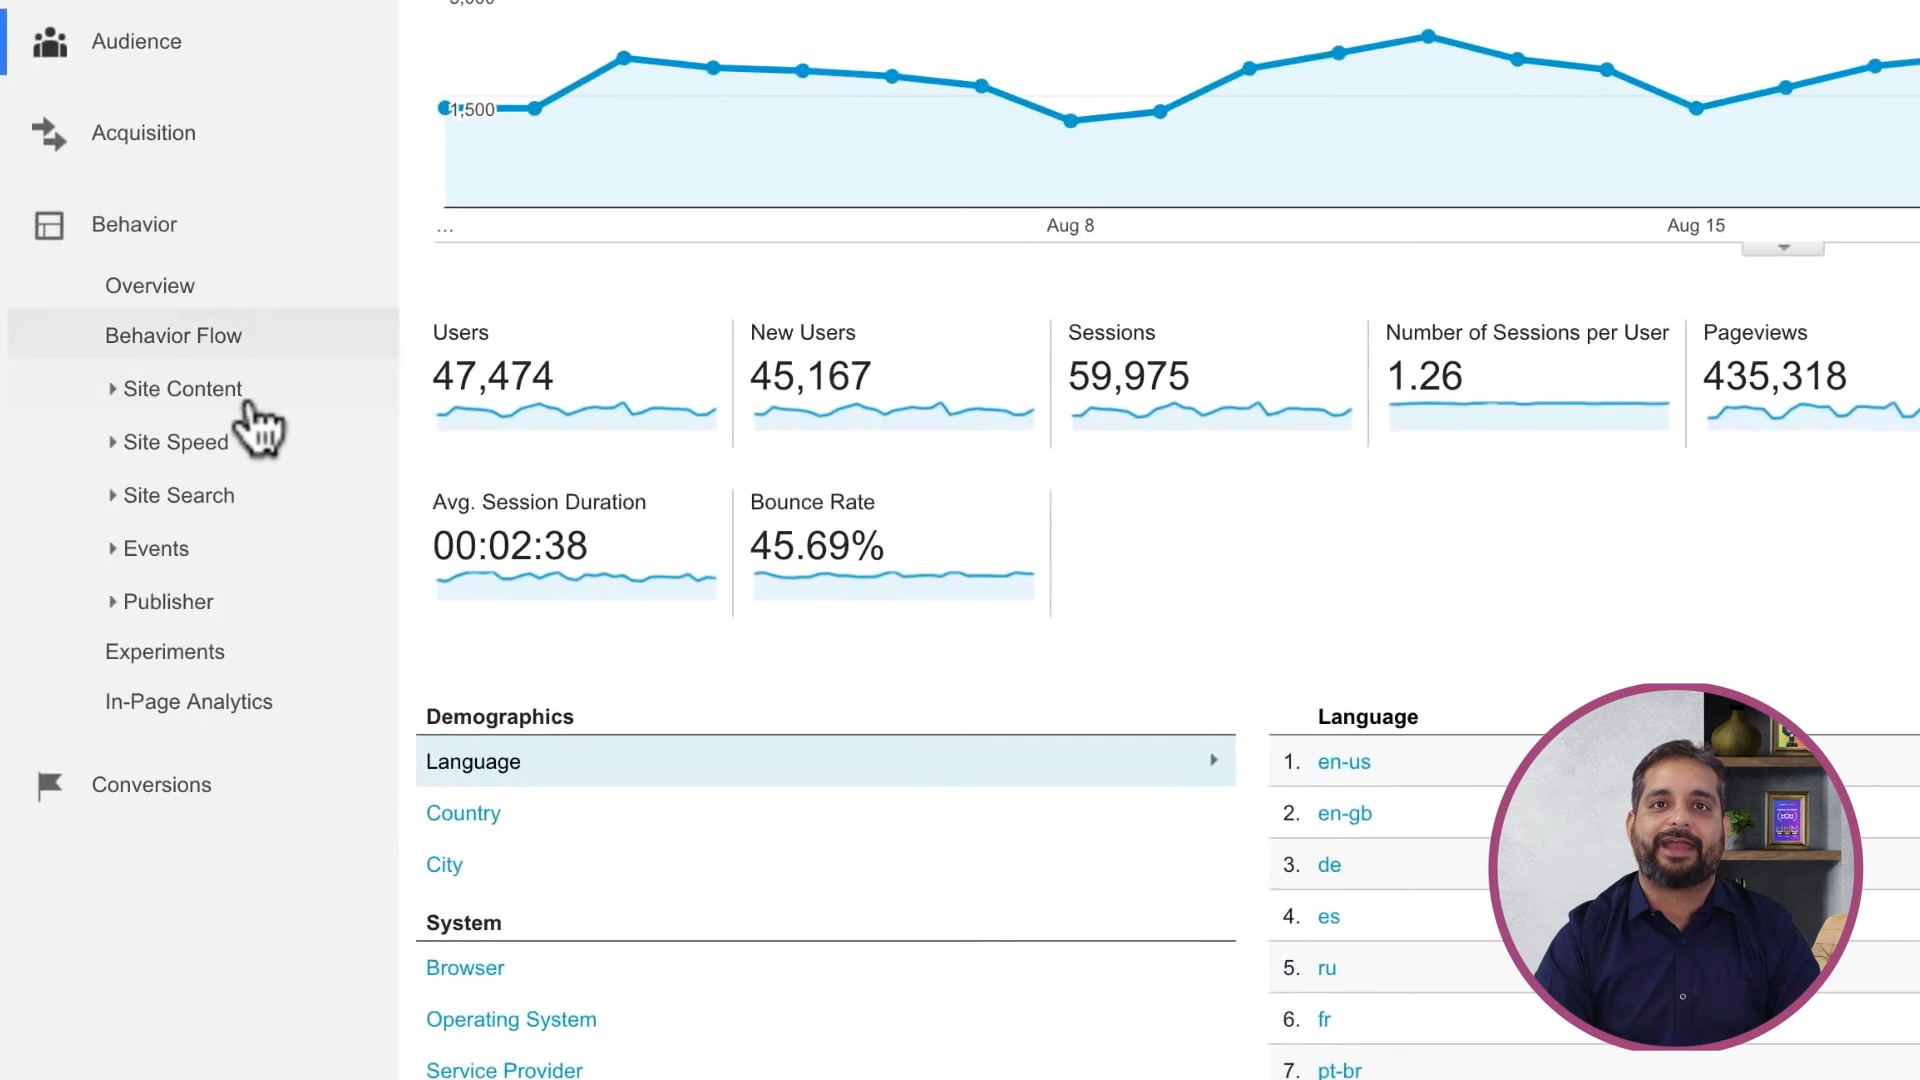 Audience
Acquisition
Behavior
Overview
Behavior Flow
Site Content
Site Speed
Site Search
Events
Publisher
Experiments
In-Page Analytics
Conversions
1,500
...
Aug 8
Aug 15
Users
47,474
New Users
45,167
Sessions
59,975
Number of Sessions per User
1.26
Pageviews
435,318
Avg. Session Duration
00:02:38
Bounce Rate
45.69%
Demographics
Language
Country
City
System
Browser
Operating System
Service Provider
Language
1. en-us
2. en-gb
3. de
4. es
5. ru
6. fr
7. pt-br